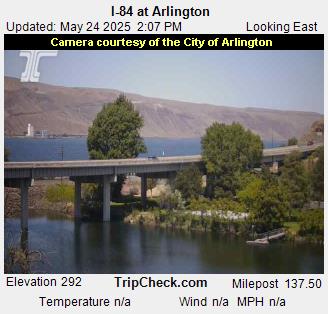 I-84 at Arlington
Updated: May 24 2025 2:07 PM Looking East
Camera courtesy of the City of Arlington
Elevation 292 TripCheck.com Milepost 137.50
Temperature n/a Wind n/a MPH n/a